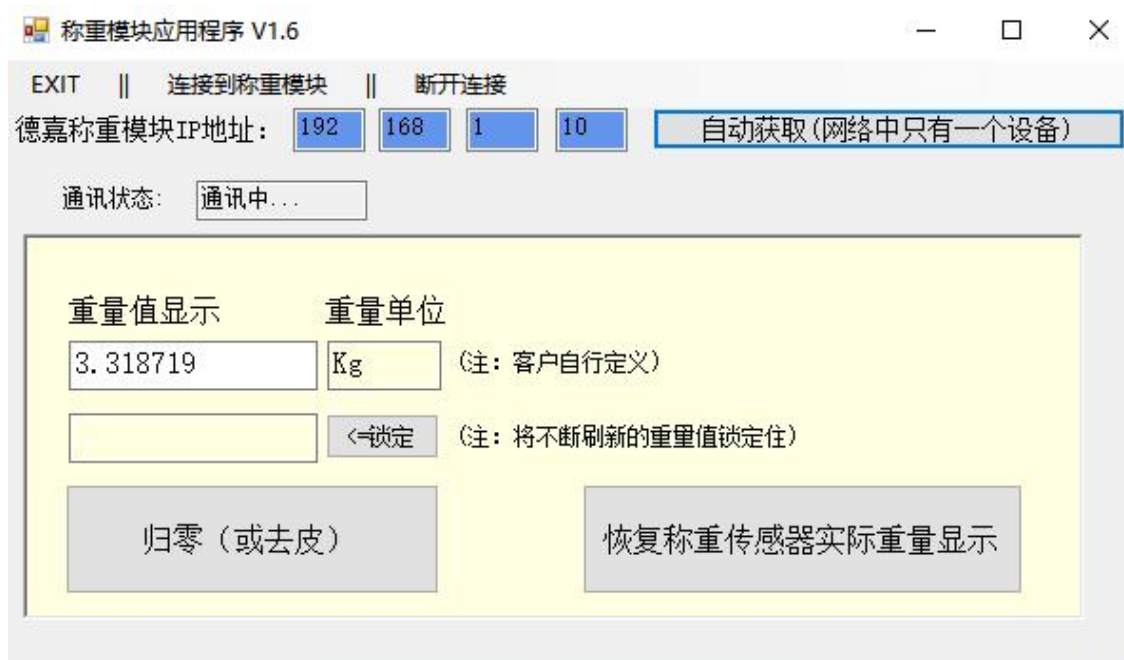 称重模块应用程序 V1.6
EXIT || 连接到称重模块 || 断开连接
德嘉称重模块IP地址： 192 168 1 10 自动获取(网络中只有一个设备)
通讯状态: 通讯中...
重量值显示 重量单位
3.318719 Kg (注：客户自行定义)
<=锁定 (注：将不断刷新的重量值锁定住)
归零（或去皮） 恢复称重传感器实际重量显示